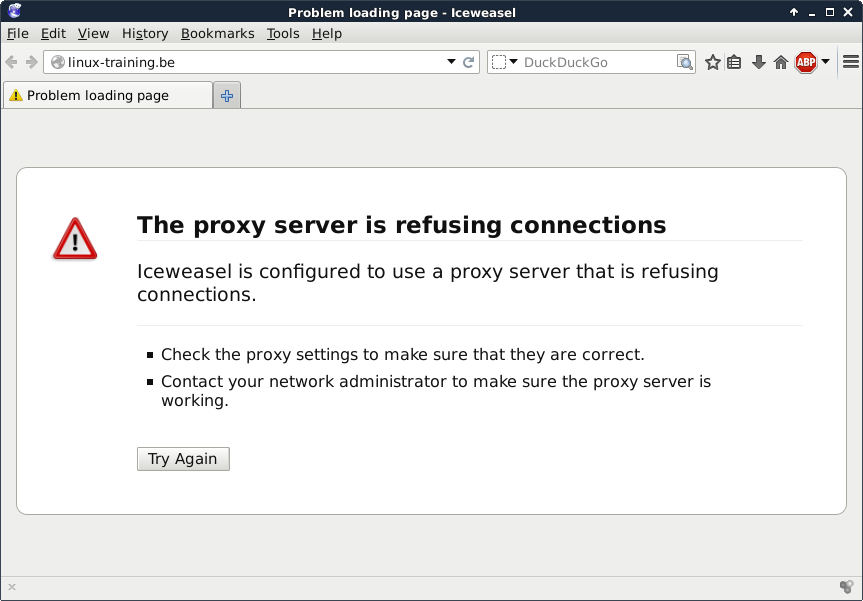 Problem loading page - Iceweasel
File Edit View History Bookmarks Tools Help
linux-training.be DuckDuckGo ABP
Problem loading page
The proxy server is refusing connections
Iceweasel is configured to use a proxy server that is refusing
connections.
Check the proxy settings to make sure that they are correct.
Contact your network administrator to make sure the proxy server is
working.
Try Again